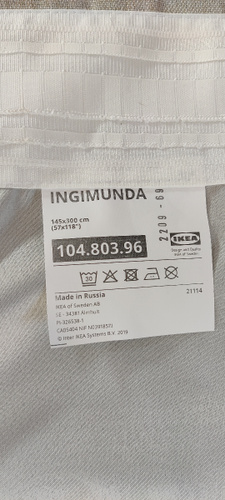 INGIMUNDA
145x300 cm
(57x118")
2209
104.803.96
IKEA
Design and Quality
IKEA of Sweden
30
Made in Russia
21114
IKEA of Sweden AB
SE - 34381 Älmhult
© Inter IKEA Systems B.V. 2019